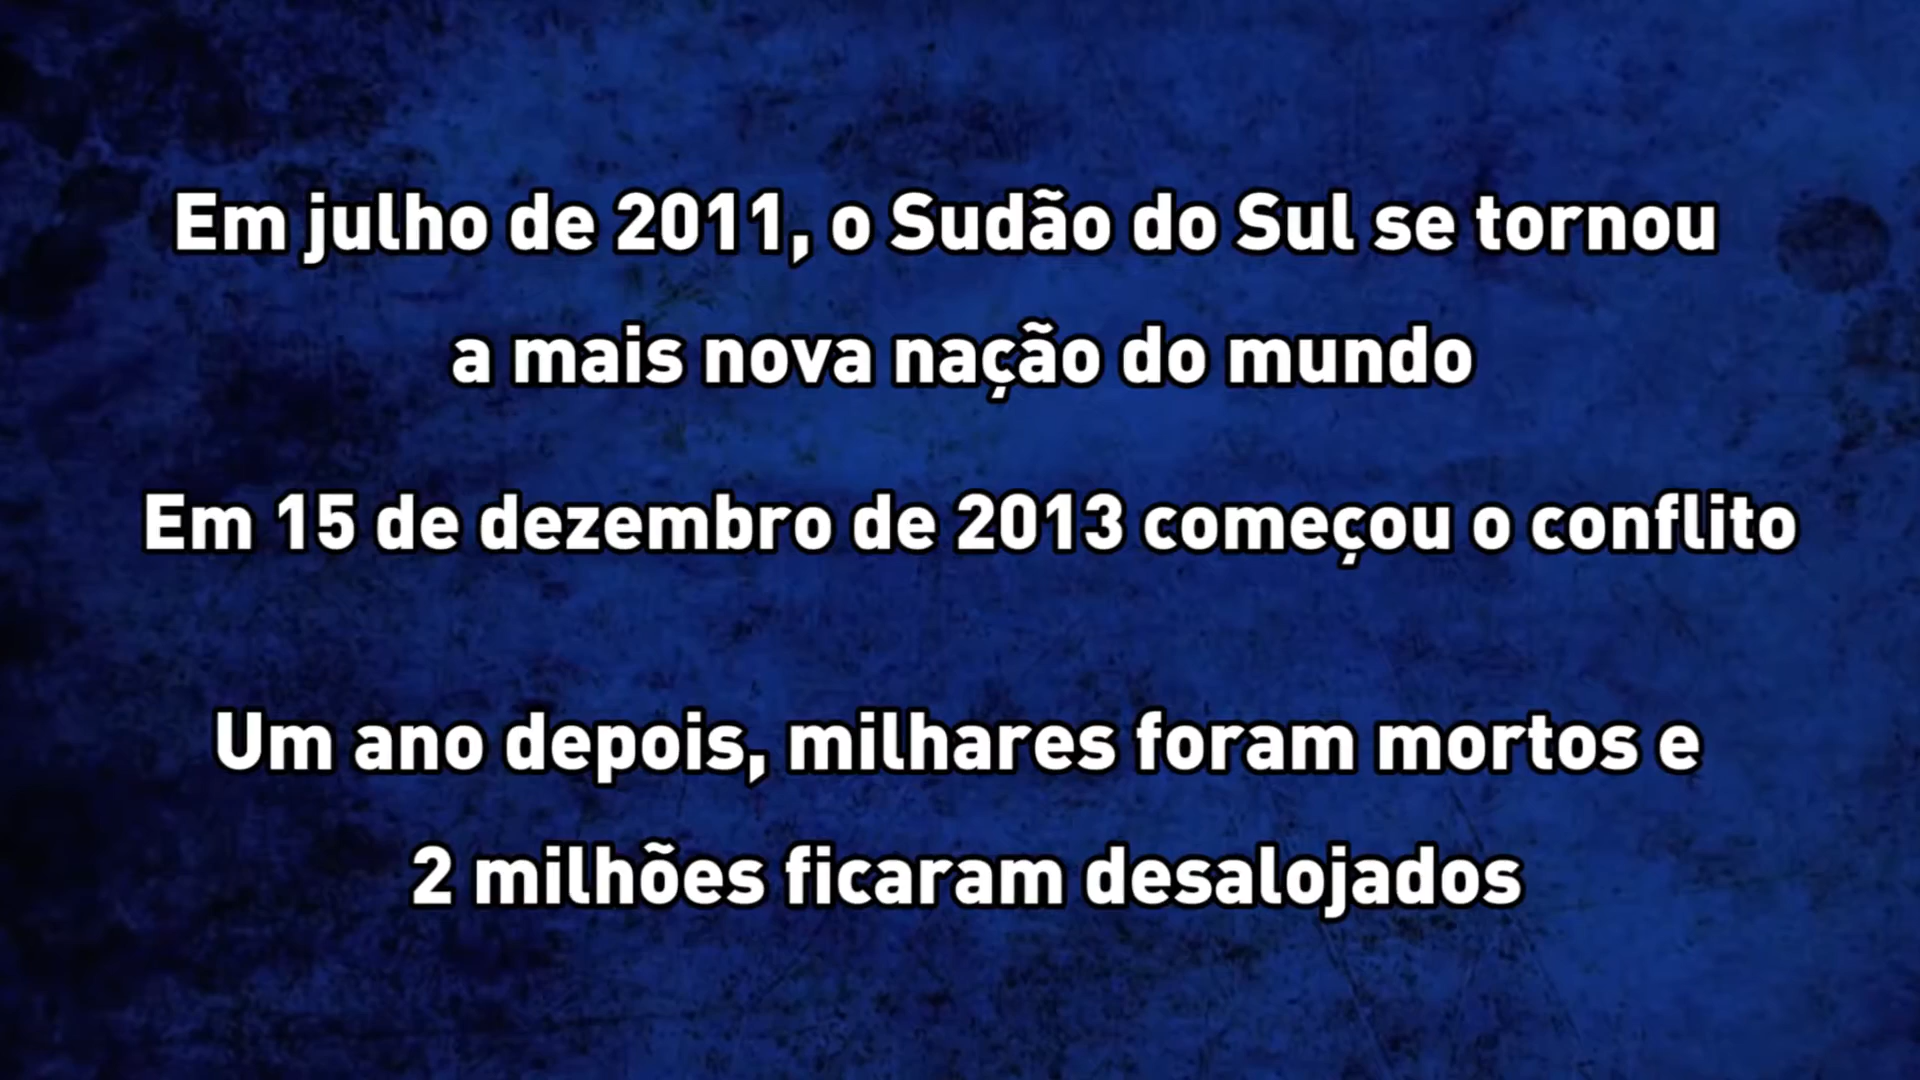 Em julho de 2011, o Sudão do Sul se tornou
a mais nova nação do mundo
Em 15 de dezembro de 2013 começou o conflito
Um ano depois, milhares foram mortos e
2 milhões ficaram desalojados